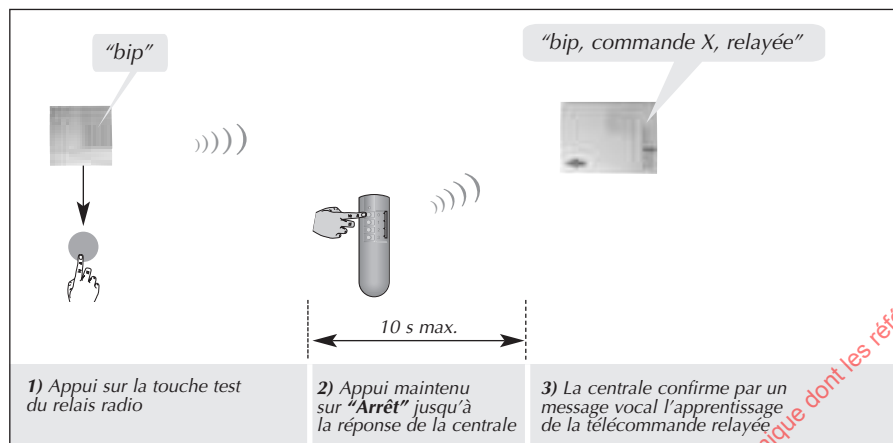 "bip"
"bip, commande X, relayée"
10 s max.
1) Appui sur la touche test
du relais radio
2) Appui maintenu
sur "Arrêt" jusqu'à
la réponse de la centrale
3) La centrale confirme par un
message vocal l'apprentissage
de la télécommande relayée
dont les